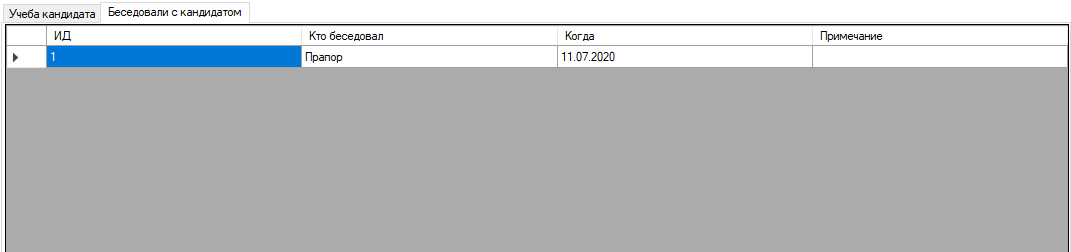 Учеба кандидата Беседовали с кандидатом
ИД Кто беседовал Когда Примечание
1 Прапор 11.07.2020